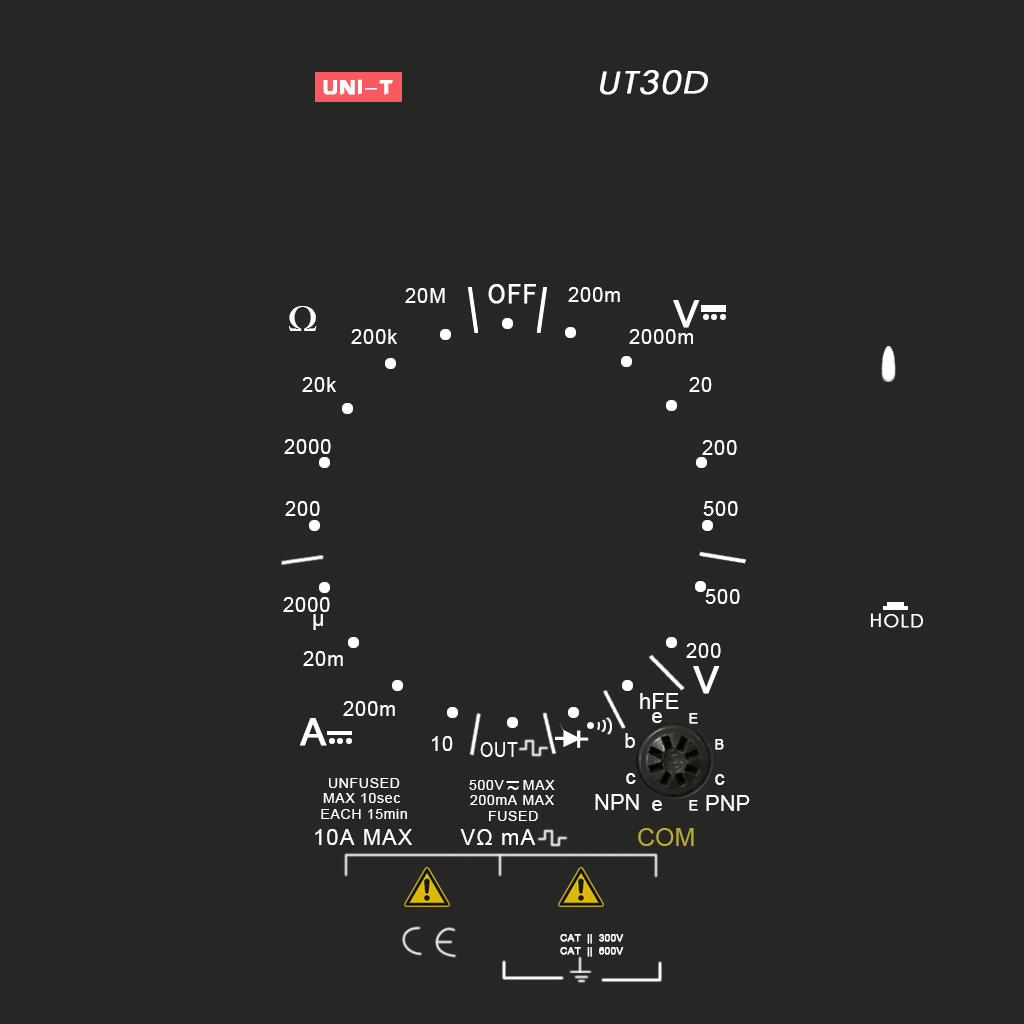 UNI-T
UT30D
20M
OFF
200m
Ω
V
200k
2000m
20k
20
2000
200
200
500
2000
µ
500
20m
200
V
200m
hFE
A
10
OUT
e E
b B
c c
NPN e E PNP
UNFUSED
MAX 10sec
EACH 15min
10A MAX
500V MAX
200mA MAX
FUSED
VΩ mA
COM
HOLD
CE
CAT || 300V
CAT || 600V